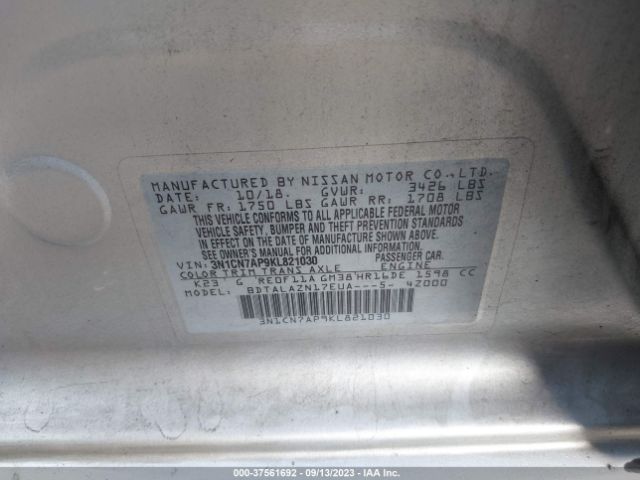 MANUFACTURED BY NISSAN MOTOR CO.,LTD.
DATE: 10/18. GVWR: 3426 LBS
GAWR FR: 1750 LBS GAWR RR: 1708 LBS
THIS VEHICLE CONFORMS TO ALL APPLICABLE FEDERAL MOTOR
VEHICLE SAFETY, BUMPER AND THEFT PREVENTION STANDARDS
IN EFFECT ON THE DATE OF MANUFACTURE SHOWN ABOVE.
SEE OWNERS MANUAL FOR ADDITIONAL INFORMATION.
VIN: 3N1CN7AP9KL821030 PASSENGER CAR.
COLOR TRIM TRANS AXLE ENGINE
K23 G RE0F11A GM38 HR16DE 1598 CC
MODEL: BDTALAZN17EUA---5- 4Z000
3N1CN7AP9KL821030
000-37561692 - 09/13/2023 - IAA Inc.